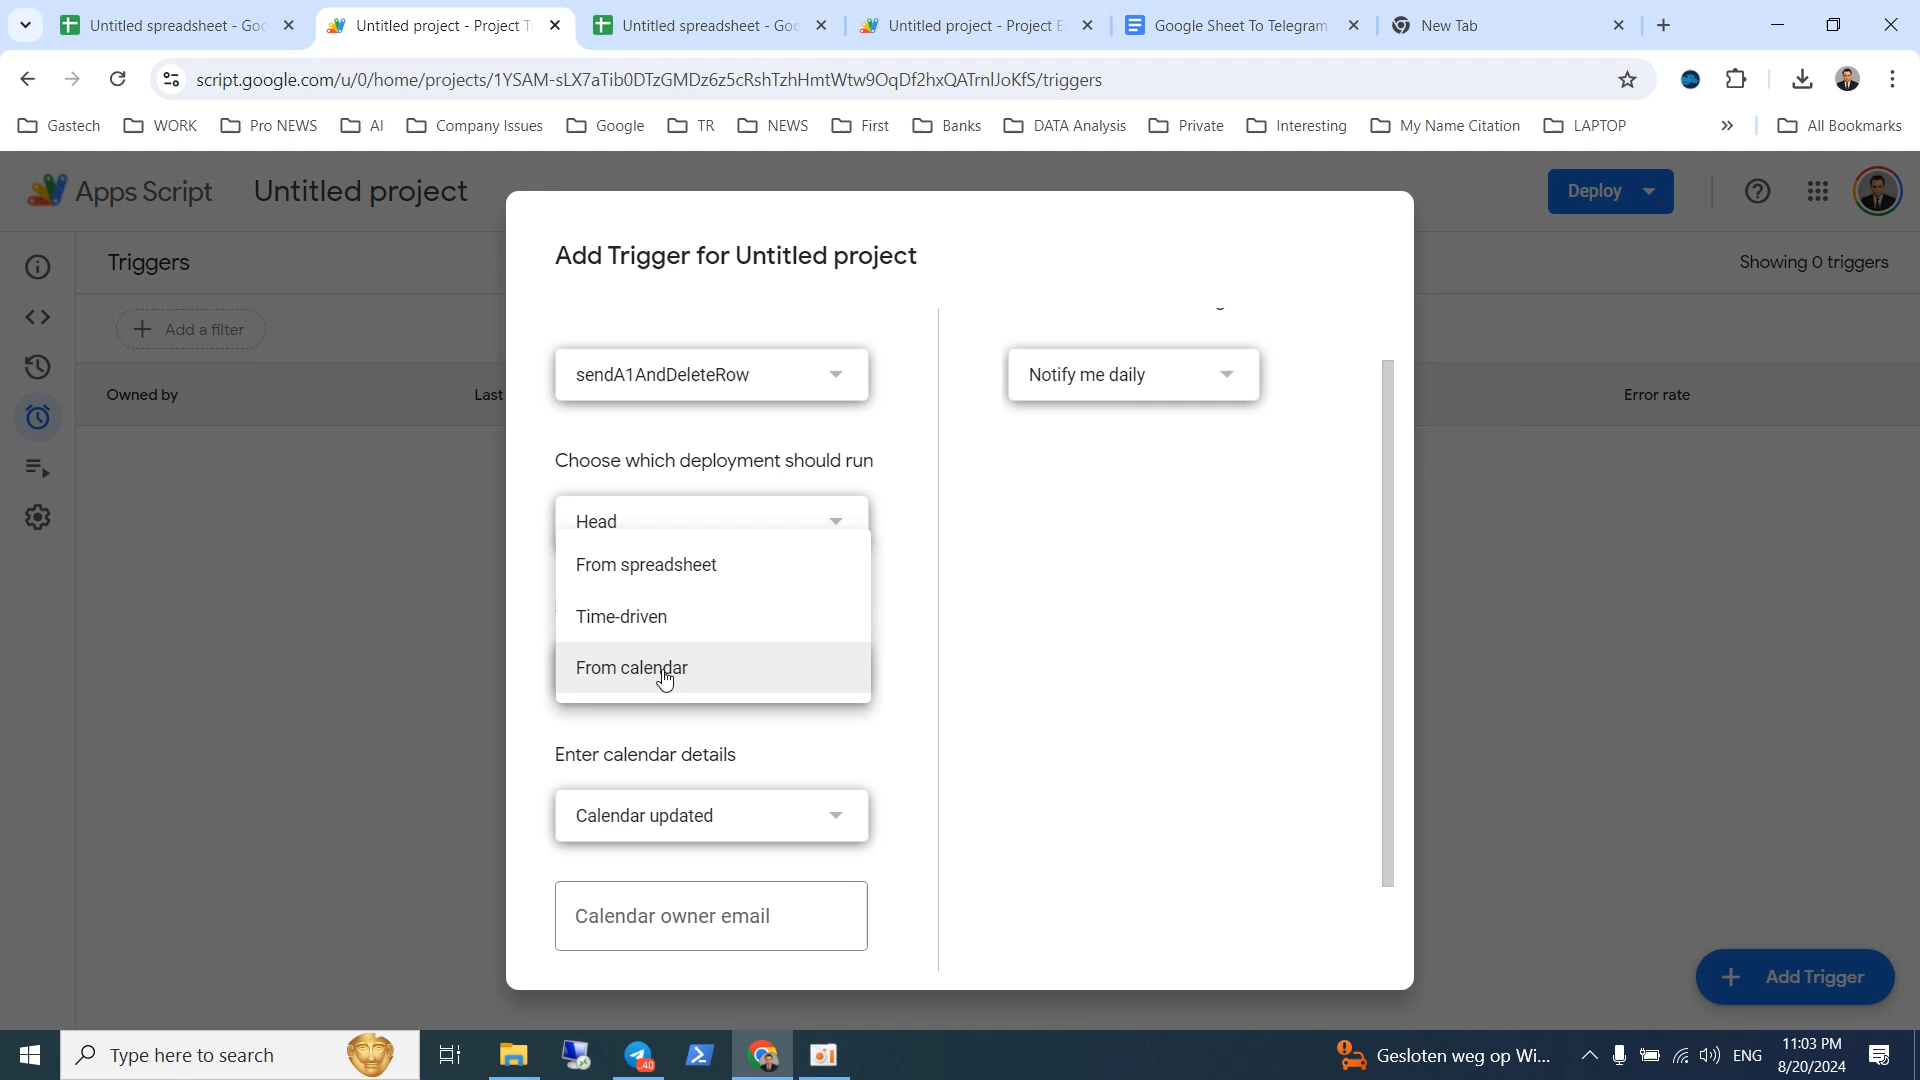 Untitled spreadsheet - Goo
Untitled project - Project T
Untitled spreadsheet - Goo
Untitled project - Project E
Google Sheet To Telegram
New Tab
script.google.com/u/0/home/projects/1YSAM-sLX7aTib0DTzGMDz6z5cRshTzhHmtWtw9OqDf2hxQATrnlJoKfS/triggers
Gastech
WORK
Pro NEWS
AI
Company Issues
Google
TR
NEWS
First
Banks
DATA Analysis
Private
Interesting
My Name Citation
LAPTOP
All Bookmarks
Apps Script
Untitled project
Deploy
Triggers
Showing 0 triggers
Add a filter
Owned by
Last
Error rate
Add Trigger for Untitled project
sendA1AndDeleteRow
Notify me daily
Choose which deployment should run
Head
From spreadsheet
Time-driven
From calendar
Enter calendar details
Calendar updated
Calendar owner email
Add Trigger
Type here to search
40
Gesloten weg op Wi...
ENG
11:03 PM
8/20/2024